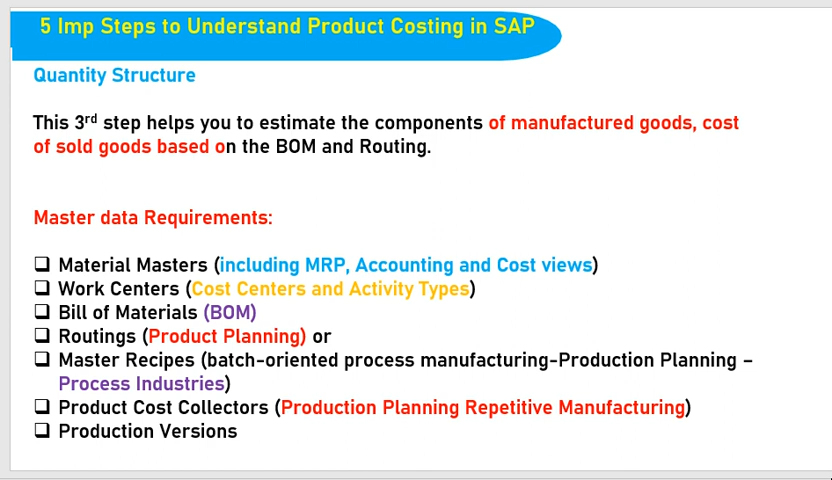 5 Imp Steps to Understand Product Costing in SAP
Quantity Structure
This 3rd step helps you to estimate the components of manufactured goods, cost
of sold goods based on the BOM and Routing.
Master data Requirements:
❑ Material Masters (including MRP, Accounting and Cost views)
❑ Work Centers (Cost Centers and Activity Types)
❑ Bill of Materials (BOM)
❑ Routings (Product Planning) or
❑ Master Recipes (batch-oriented process manufacturing-Production Planning –
Process Industries)
❑ Product Cost Collectors (Production Planning Repetitive Manufacturing)
❑ Production Versions